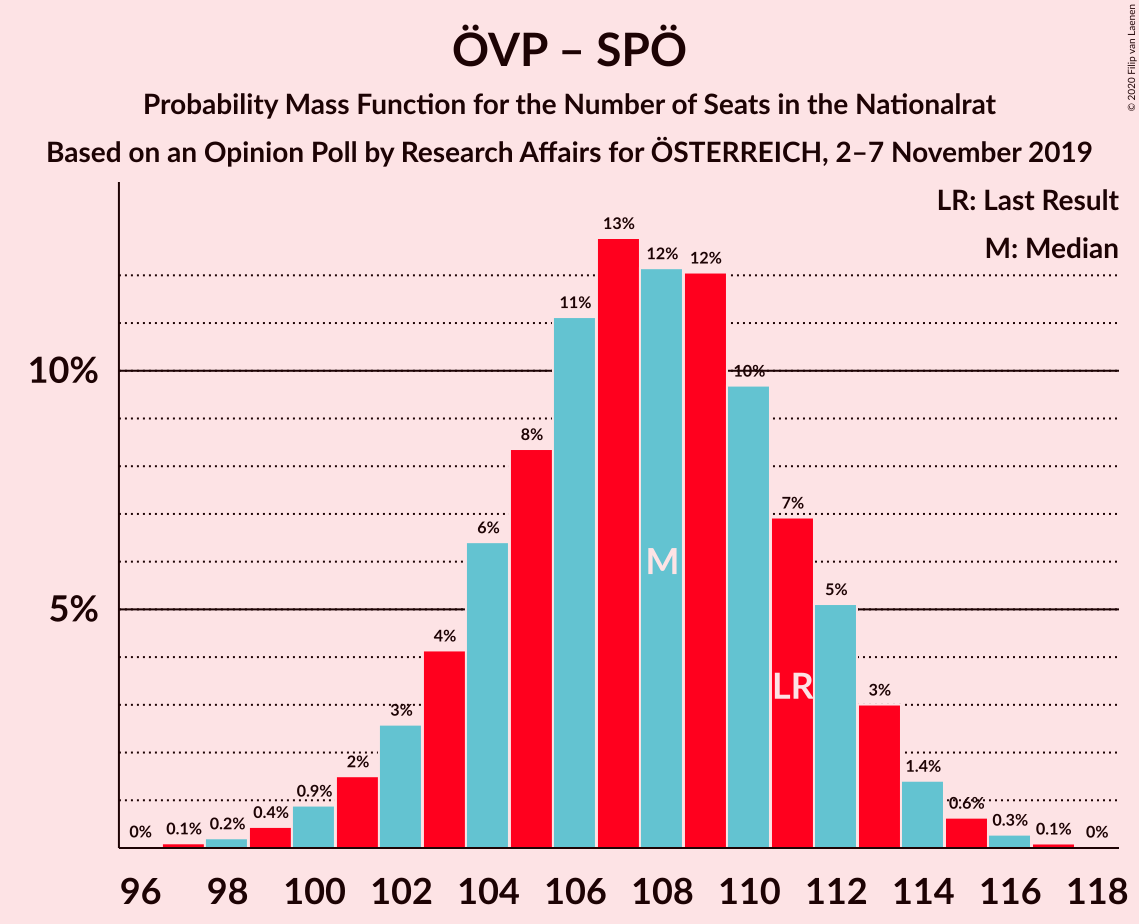 ÖVP – SPÖ
Probability Mass Function for the Number of Seats in the Nationalrat
Based on an Opinion Poll by Research Affairs for ÖSTERREICH, 2–7 November 2019
© 2020 Filip van Laenen
LR: Last Result
M: Median
10%
5%
0%
0.1%
0.2%
0.4%
0.9%
2%
3%
4%
6%
8%
11%
13%
12%
12%
10%
7%
5%
3%
1.4%
0.6%
0.3%
0.1%
0%
M
LR
96 98 100 102 104 106 108 110 112 114 116 118